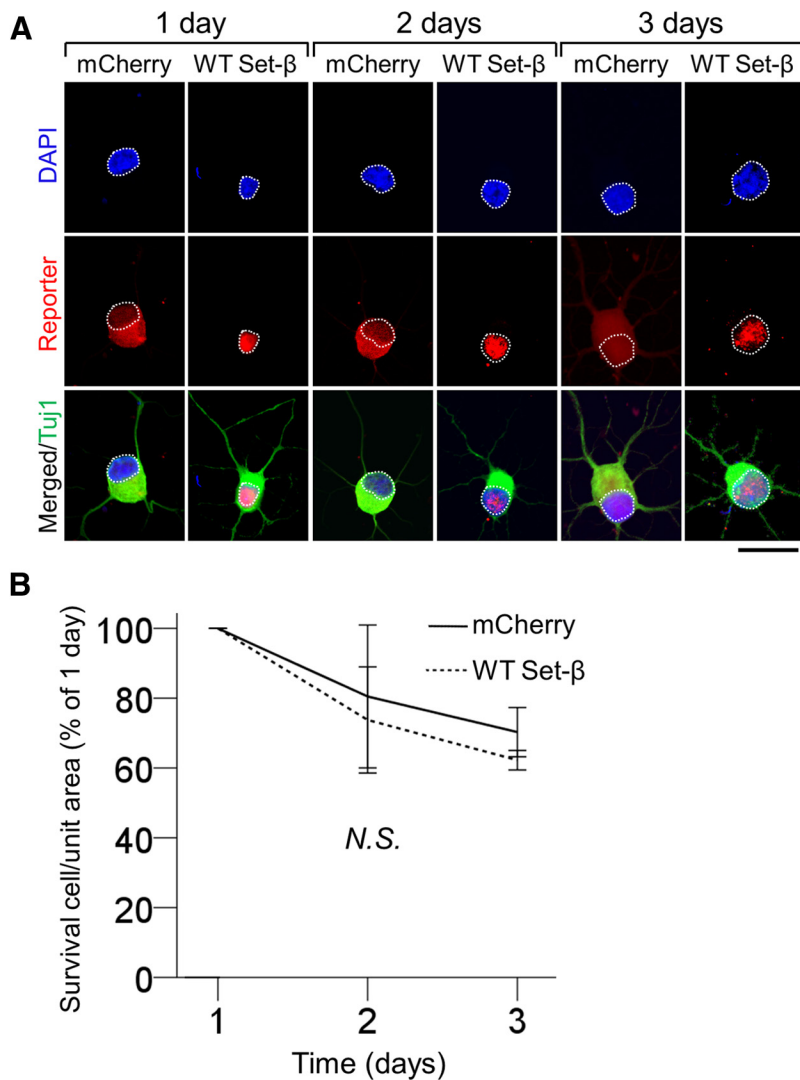 A
1 day 2 days 3 days
mCherry WT Set-β mCherry WT Set-β mCherry WT Set-β
DAPI
Reporter
Merged/Tuj1
B
Survival cell/unit area (% of 1 day)
100
80
60
40
20
0
mCherry
WT Set-β
N.S.
1 2 3
Time (days)